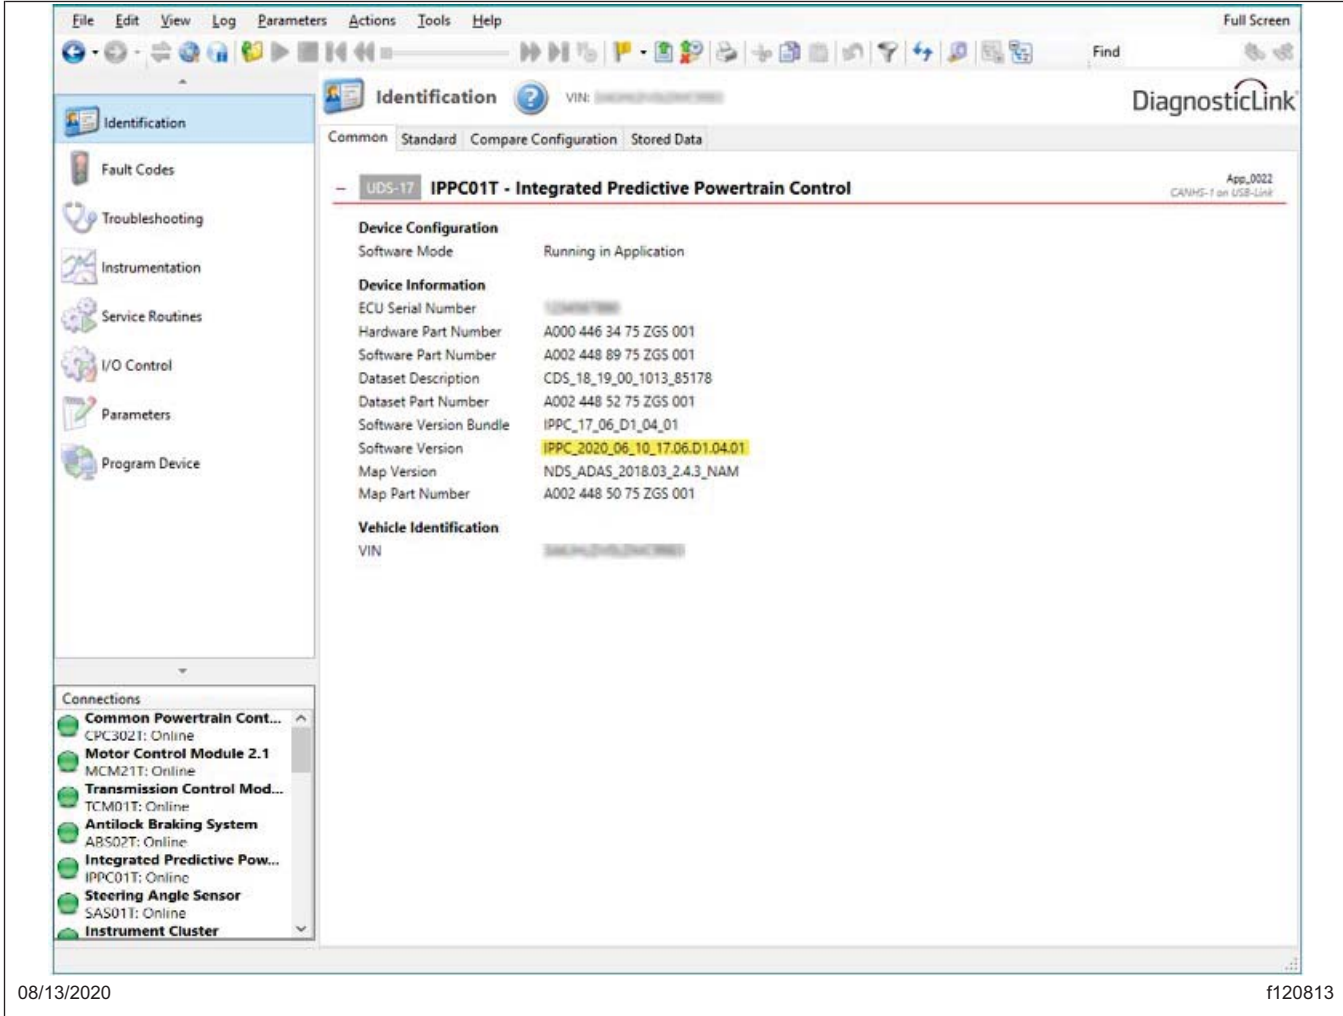 File Edit View Log Parameters Actions Tools Help Full Screen
Find
Identification VIN:
DiagnosticLink
Common Standard Compare Configuration Stored Data
Identification
Fault Codes
Troubleshooting
Instrumentation
Service Routines
I/O Control
Parameters
Program Device
UDS-17 IPPC01T - Integrated Predictive Powertrain Control
App_0022
CANHS-1 on USB-Link
Device Configuration
Software Mode Running in Application
Device Information
ECU Serial Number
Hardware Part Number A000 446 34 75 ZGS 001
Software Part Number A002 448 89 75 ZGS 001
Dataset Description CDS_18_19_00_1013_85178
Dataset Part Number A002 448 52 75 ZGS 001
Software Version Bundle IPPC_17_06_D1_04_01
Software Version IPPC_2020_06_10_17.06.D1.04.01
Map Version NDS_ADAS_2018.03_2.4.3_NAM
Map Part Number A002 448 50 75 ZGS 001
Vehicle Identification
VIN
Connections
Common Powertrain Cont...
CPC302T: Online
Motor Control Module 2.1
MCM21T: Online
Transmission Control Mod...
TCM01T: Online
Antilock Braking System
ABS02T: Online
Integrated Predictive Pow...
IPPC01T: Online
Steering Angle Sensor
SAS01T: Online
Instrument Cluster
08/13/2020 f120813